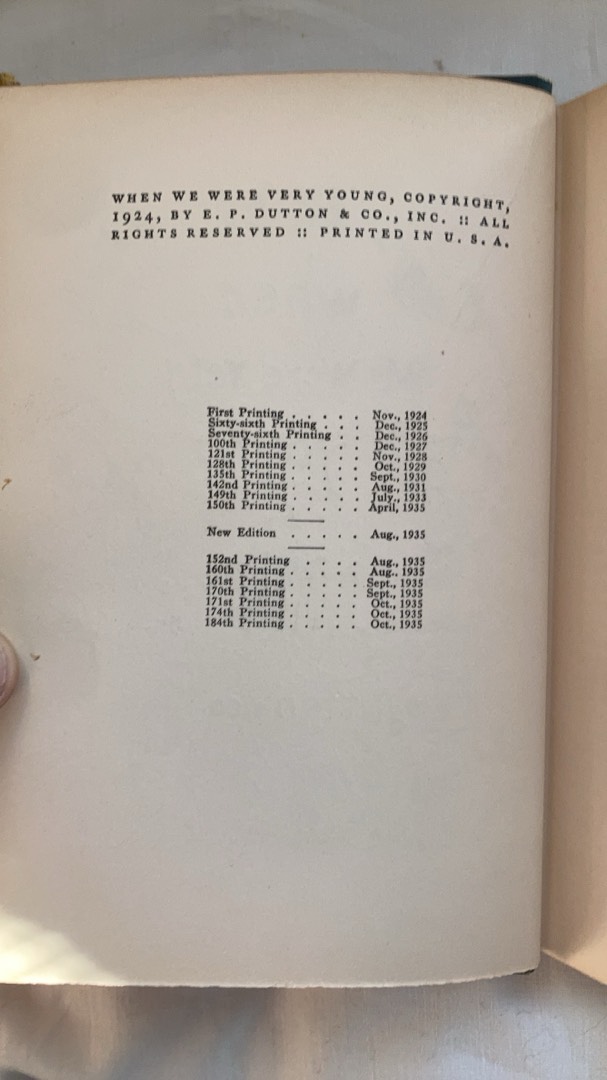 WHEN WE WERE VERY YOUNG, COPYRIGHT,
1924, BY E. P. DUTTON & CO., INC. :: ALL
RIGHTS RESERVED :: PRINTED IN U. S. A.
First Printing . . . . . Nov., 1924
Sixty-sixth Printing . . . Dec., 1925
Seventy-sixth Printing . . Dec., 1926
100th Printing . . . . . Dec., 1927
121st Printing . . . . . Nov., 1928
128th Printing . . . . . Oct., 1929
135th Printing . . . . . Sept., 1930
142nd Printing . . . . . Aug., 1931
149th Printing . . . . . July., 1933
150th Printing . . . . . April, 1935
New Edition . . . . . Aug., 1935
152nd Printing . . . . Aug., 1935
160th Printing . . . . . Aug., 1935
161st Printing . . . . . Sept., 1935
170th Printing . . . . . Sept., 1935
171st Printing . . . . . Oct., 1935
174th Printing . . . . . Oct., 1935
184th Printing . . . . . Oct., 1935